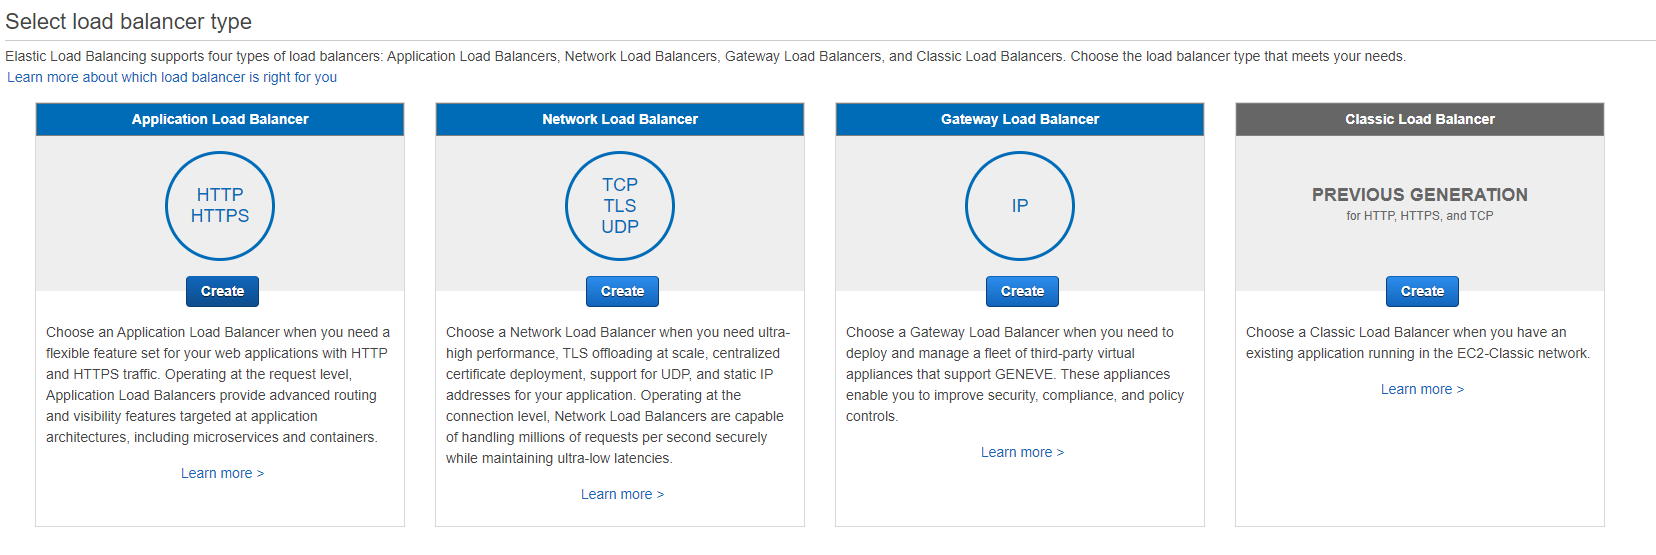 Select load balancer type
Elastic Load Balancing supports four types of load balancers: Application Load Balancers, Network Load Balancers, Gateway Load Balancers, and Classic Load Balancers. Choose the load balancer type that meets your needs.
Learn more about which load balancer is right for you
Application Load Balancer
HTTP
HTTPS
Create
Choose an Application Load Balancer when you need a
flexible feature set for your web applications with HTTP
and HTTPS traffic. Operating at the request level,
Application Load Balancers provide advanced routing
and visibility features targeted at application
architectures, including microservices and containers.
Learn more >
Network Load Balancer
TCP
TLS
UDP
Create
Choose a Network Load Balancer when you need ultra-
high performance, TLS offloading at scale, centralized
certificate deployment, support for UDP, and static IP
addresses for your application. Operating at the
connection level, Network Load Balancers are capable
of handling millions of requests per second securely
while maintaining ultra-low latencies.
Learn more >
Gateway Load Balancer
IP
Create
Choose a Gateway Load Balancer when you need to
deploy and manage a fleet of third-party virtual
appliances that support GENEVE. These appliances
enable you to improve security, compliance, and policy
controls.
Learn more >
Classic Load Balancer
PREVIOUS GENERATION
for HTTP, HTTPS, and TCP
Create
Choose a Classic Load Balancer when you have an
existing application running in the EC2-Classic network.
Learn more >